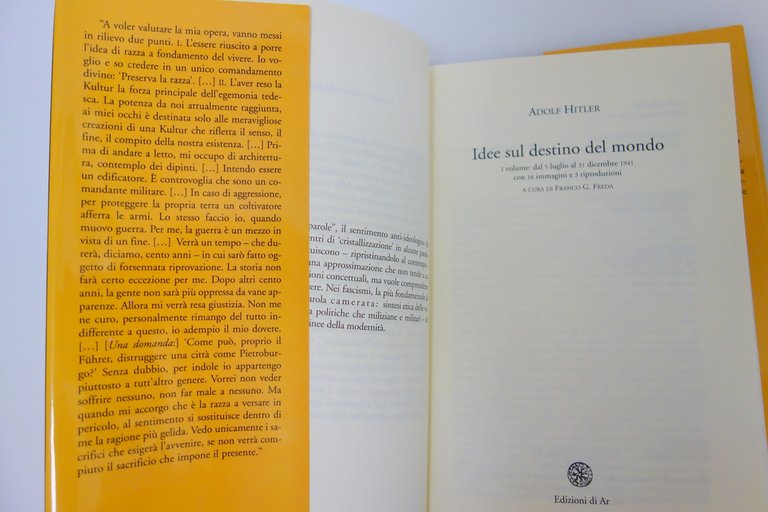 “A voler valutare la mia opera, vanno messi
in rilievo due punti. I. L’essere riuscito a porre
l’idea di razza a fondamento del vivere. Io vo-
glio e so credere in un unico comandamento
divino: ‘Preserva la razza’. […] II. L’aver reso la
Kultur la forza principale dell’egemonia tede-
sca. La potenza da noi attualmente raggiunta,
ai miei occhi è destinata solo alle meravigliose
creazioni di una Kultur che rifletta il senso, il
fine, il compito della nostra esistenza. […] Pri-
ma di andare a letto, mi occupo di architettu-
ra, contemplo dei dipinti. […] Intendo essere
un edificatore. È controvoglia che sono un co-
mandante militare. […] In caso di aggressione,
per proteggere la propria terra un coltivatore
afferra le armi. Lo stesso faccio io, quando
muovo guerra. Per me, la guerra è un mezzo in
vista di un fine. […] Verrà un tempo – che du-
rerà, diciamo, cento anni – in cui sarò fatto og-
getto di forsennata riprovazione. La storia non
farà certo eccezione per me. Dopo altri cento
anni, la gente non sarà più oppressa da vane ap-
parenze. Allora mi verrà resa giustizia. Non me
ne curo, personalmente rimango del tutto in-
differente a questo, io adempio il mio dovere.
[…] [Una domanda:] ‘Come può, proprio il
Führer, distruggere una città come Pietrobur-
go?’ Senza dubbio, per indole io appartengo
piuttosto a tutt’altro genere. Vorrei non veder
soffrire nessuno, non far male a nessuno. Ma
quando mi accorgo che è la razza a versare in
pericolo, al sentimento si sostituisce dentro di
me la ragione più gelida. Vedo unicamente i sa-
crifici che esigerà l’avvenire, se non verrà com-
piuto il sacrificio che impone il presente.”
parole”, il sentimento anti-ideologico
ntri di ‘cristallizzazione’ in alcune
uiscono – ripristinandolo al
una approssimazione che non tende
ioni concettuali, ma vuole comprendere
ere. Nei fascismi, la più fondamentale
arola camerata: sintesi etica delle
a politiche che miliziane e militari –
inee della modernità.
ADOLF HITLER
Idee sul destino del mondo
I volume: dal 5 luglio al 31 dicembre 1941
con 16 immagini e 3 riproduzioni
A CURA DI FRANCO G. FREDA
Edizioni di Ar